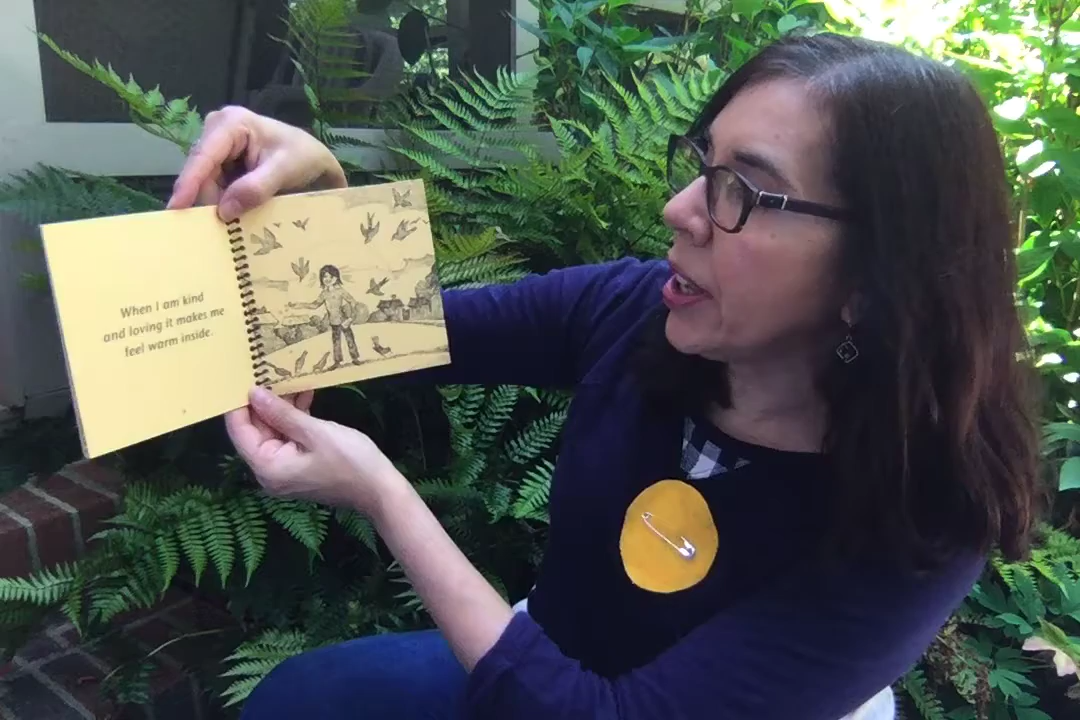 When I am kind
and loving it makes me
feel warm inside.